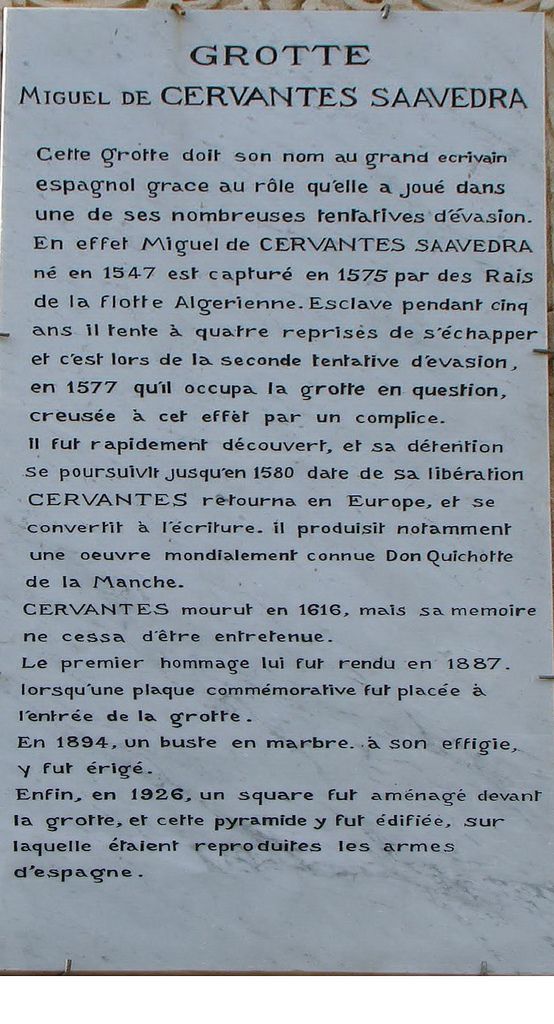 GROTTE
MIGUEL DE CERVANTES SAAVEDRA
Cette grotte doit son nom au grand ecrivain
espagnol grace au rôle qu'elle a joué dans
une de ses nombreuses tentatives d'évasion.
En effet Miguel de CERVANTES SAAVEDRA
né en 1547 est capturé en 1575 par des Rais
de la flotte Algerienne. Esclave pendant cinq
ans il tente à quatre reprises de s'échapper
et c'est lors de la seconde tentative d'evasion,
en 1577 qu'il occupa la grotte en question,
creusée à cet effèt par un complice.
Il fut rapidement découvert, et sa détention
se poursuivit jusqu'en 1580 date de sa libération
CERVANTES retourna en Europe, et se
convertit à l'écriture. il produisit notamment
une oeuvre mondialement connue Don Quichotte
de la Manche.
CERVANTES mourut en 1616, mais sa memoire
ne cessa d'être entretenue.
Le premier hommage lui fut rendu en 1887.
lorsqu'une plaque commémorative fut placée à
l'entrée de la grotte.
En 1894, un buste en marbre. à son effigie,
y fut érigé.
Enfin, en 1926, un square fut aménagé devant
la grotte, et cette pyramide y fut édifiée, sur
laquelle étaient reproduites les armes
d'espagne.